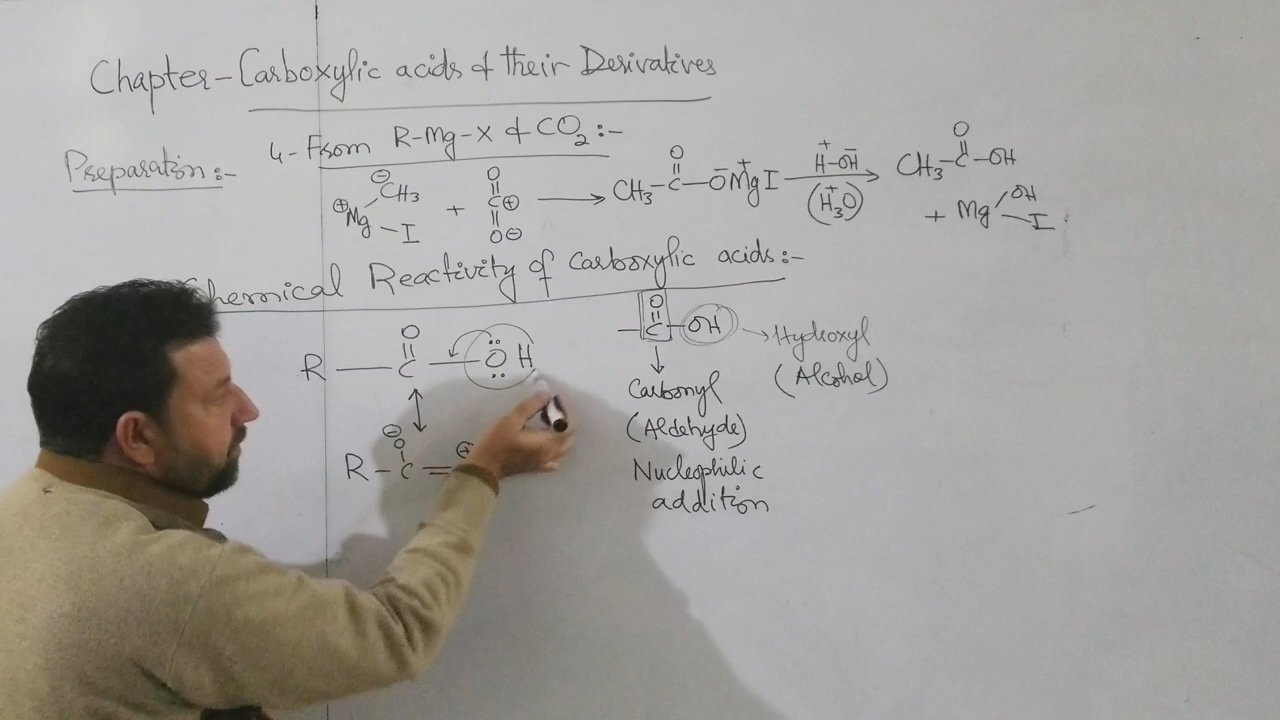 Chapter - Carboxylic acids & their Derivatives
Preparation :-
4 - From R-Mg-X & CO2 :-
⊕Mg ⊖CH3 - I + O = C⊕ = O⊖ → CH3 - C(=O) - O⁻Mg⁺I → CH3 - C(=O) - OH
H⁺-OH⁻
(H3O⁺)
+ Mg OH I
Chemical Reactivity of Carboxylic acids :-
R - C(=O) - OH
R - C(-O⊖) = ⊕
- C(=O) - OH → Hydroxyl
(Alcohol)
Carbonyl
(Aldehyde)
Nucleophilic
addition